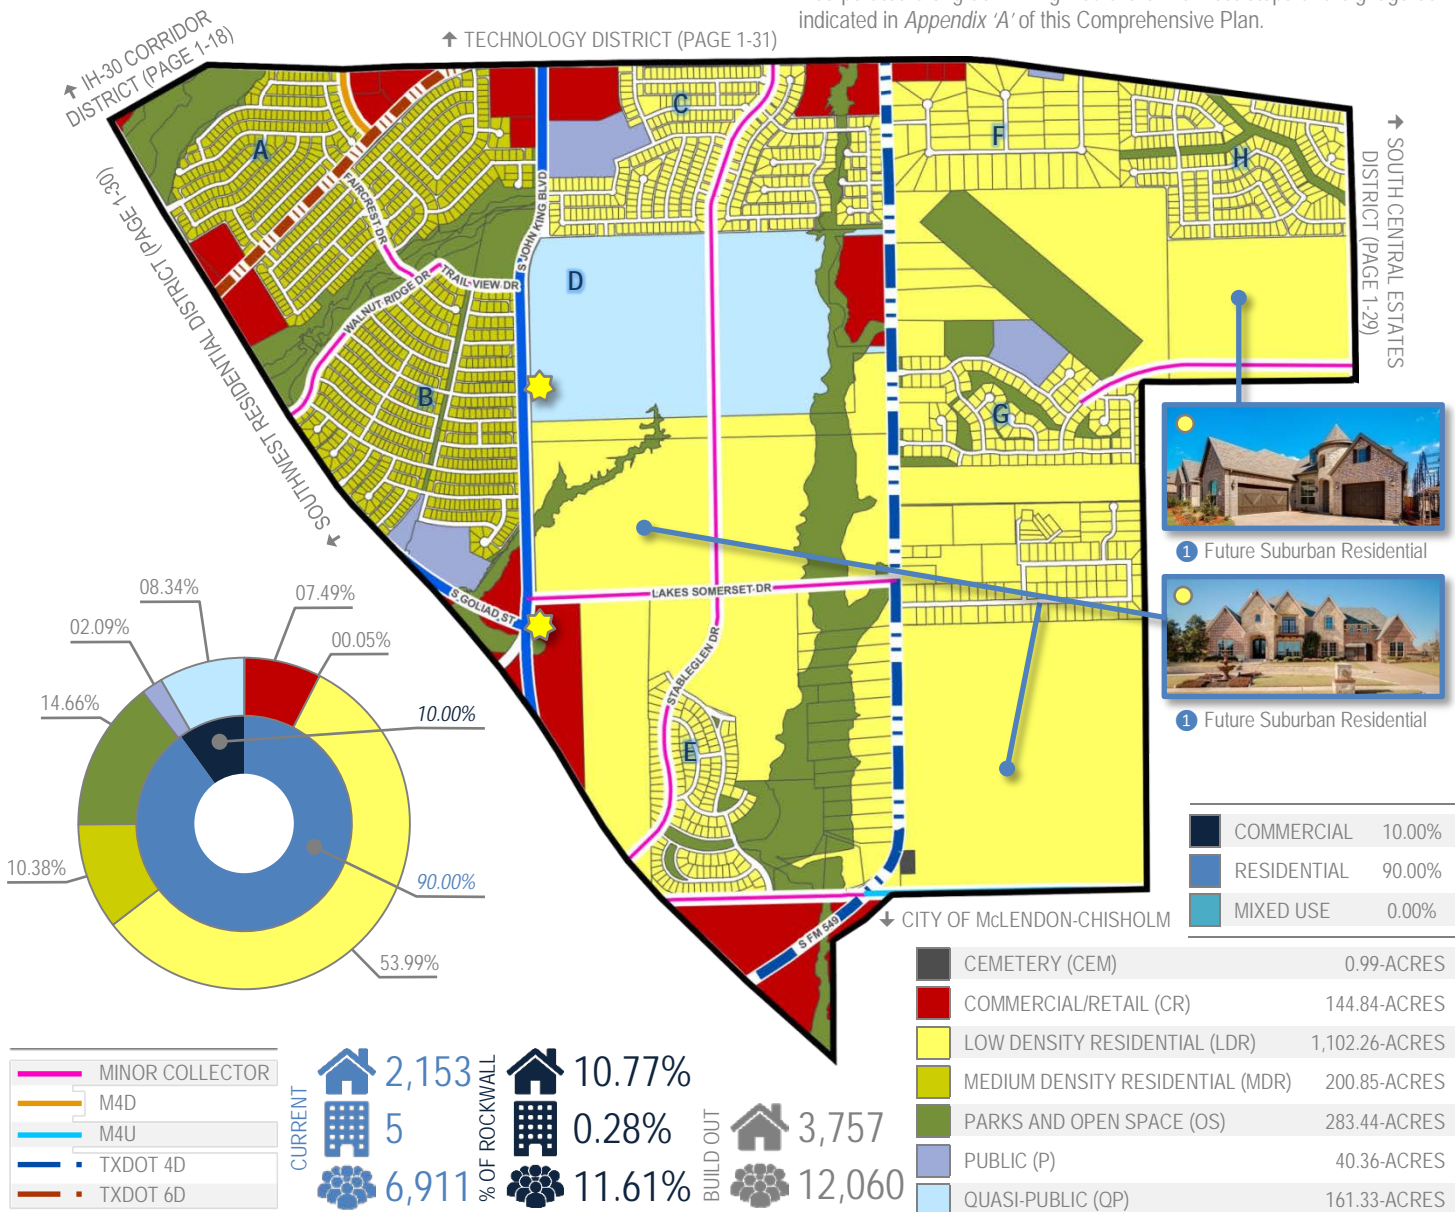 indicated in Appendix 'A' of this Comprehensive Plan.
↑ IH-30 CORRIDOR
DISTRICT (PAGE 1-18)
↑ TECHNOLOGY DISTRICT (PAGE 1-31)
↑ SOUTH CENTRAL ESTATES
DISTRICT (PAGE 1-29)
SOUTHWEST RESIDENTIAL DISTRICT (PAGE 1-30)
A
B
C
D
E
F
G
H
FAIRCREST DR
WALNUT RIDGE DR
TRAIL VIEW DR
S JOHN KING BLVD
S GOLIAD ST
LAKES SOMERSET DR
STABLEGLEN DR
S FM 549
1 Future Suburban Residential
1 Future Suburban Residential
↓ CITY OF McLENDON-CHISHOLM
08.34%
07.49%
02.09%
00.05%
14.66%
10.00%
10.38%
90.00%
53.99%
COMMERCIAL 10.00%
RESIDENTIAL 90.00%
MIXED USE 0.00%
CEMETERY (CEM) 0.99-ACRES
COMMERCIAL/RETAIL (CR) 144.84-ACRES
LOW DENSITY RESIDENTIAL (LDR) 1,102.26-ACRES
MEDIUM DENSITY RESIDENTIAL (MDR) 200.85-ACRES
PARKS AND OPEN SPACE (OS) 283.44-ACRES
PUBLIC (P) 40.36-ACRES
QUASI-PUBLIC (QP) 161.33-ACRES
MINOR COLLECTOR
M4D
M4U
TXDOT 4D
TXDOT 6D
CURRENT
2,153
5
6,911
% OF ROCKWALL
10.77%
0.28%
11.61%
BUILD OUT
3,757
12,060